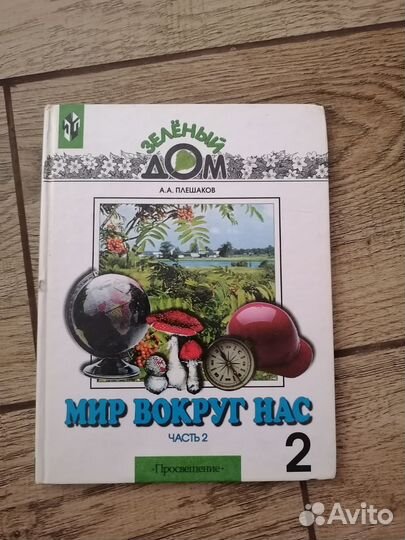 ЗЕЛЁНЫЙ
ДОМ
А.А. ПЛЕШАКОВ
МИР ВОКРУГ НАС
ЧАСТЬ 2
2
«Просвещение»
Avito